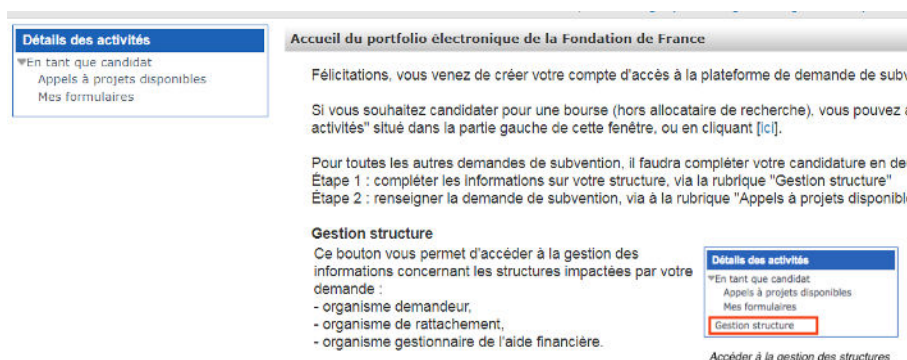 Détails des activités
En tant que candidat
Appels à projets disponibles
Mes formulaires
Accueil du portfolio électronique de la Fondation de France
Félicitations, vous venez de créer votre compte d'accès à la plateforme de demande de subv
Si vous souhaitez candidater pour une bourse (hors allocataire de recherche), vous pouvez a
activités" situé dans la partie gauche de cette fenêtre, ou en cliquant [ici].
Pour toutes les autres demandes de subvention, il faudra compléter votre candidature en de
Étape 1 : compléter les informations sur votre structure, via la rubrique "Gestion structure"
Étape 2 : renseigner la demande de subvention, via à la rubrique "Appels à projets disponible
Gestion structure
Ce bouton vous permet d'accéder à la gestion des
informations concernant les structures impactées par votre
demande :
- organisme demandeur,
- organisme de rattachement,
- organisme gestionnaire de l'aide financière.
Détails des activités
En tant que candidat
Appels à projets disponibles
Mes formulaires
Gestion structure
Accéder à la gestion des structures